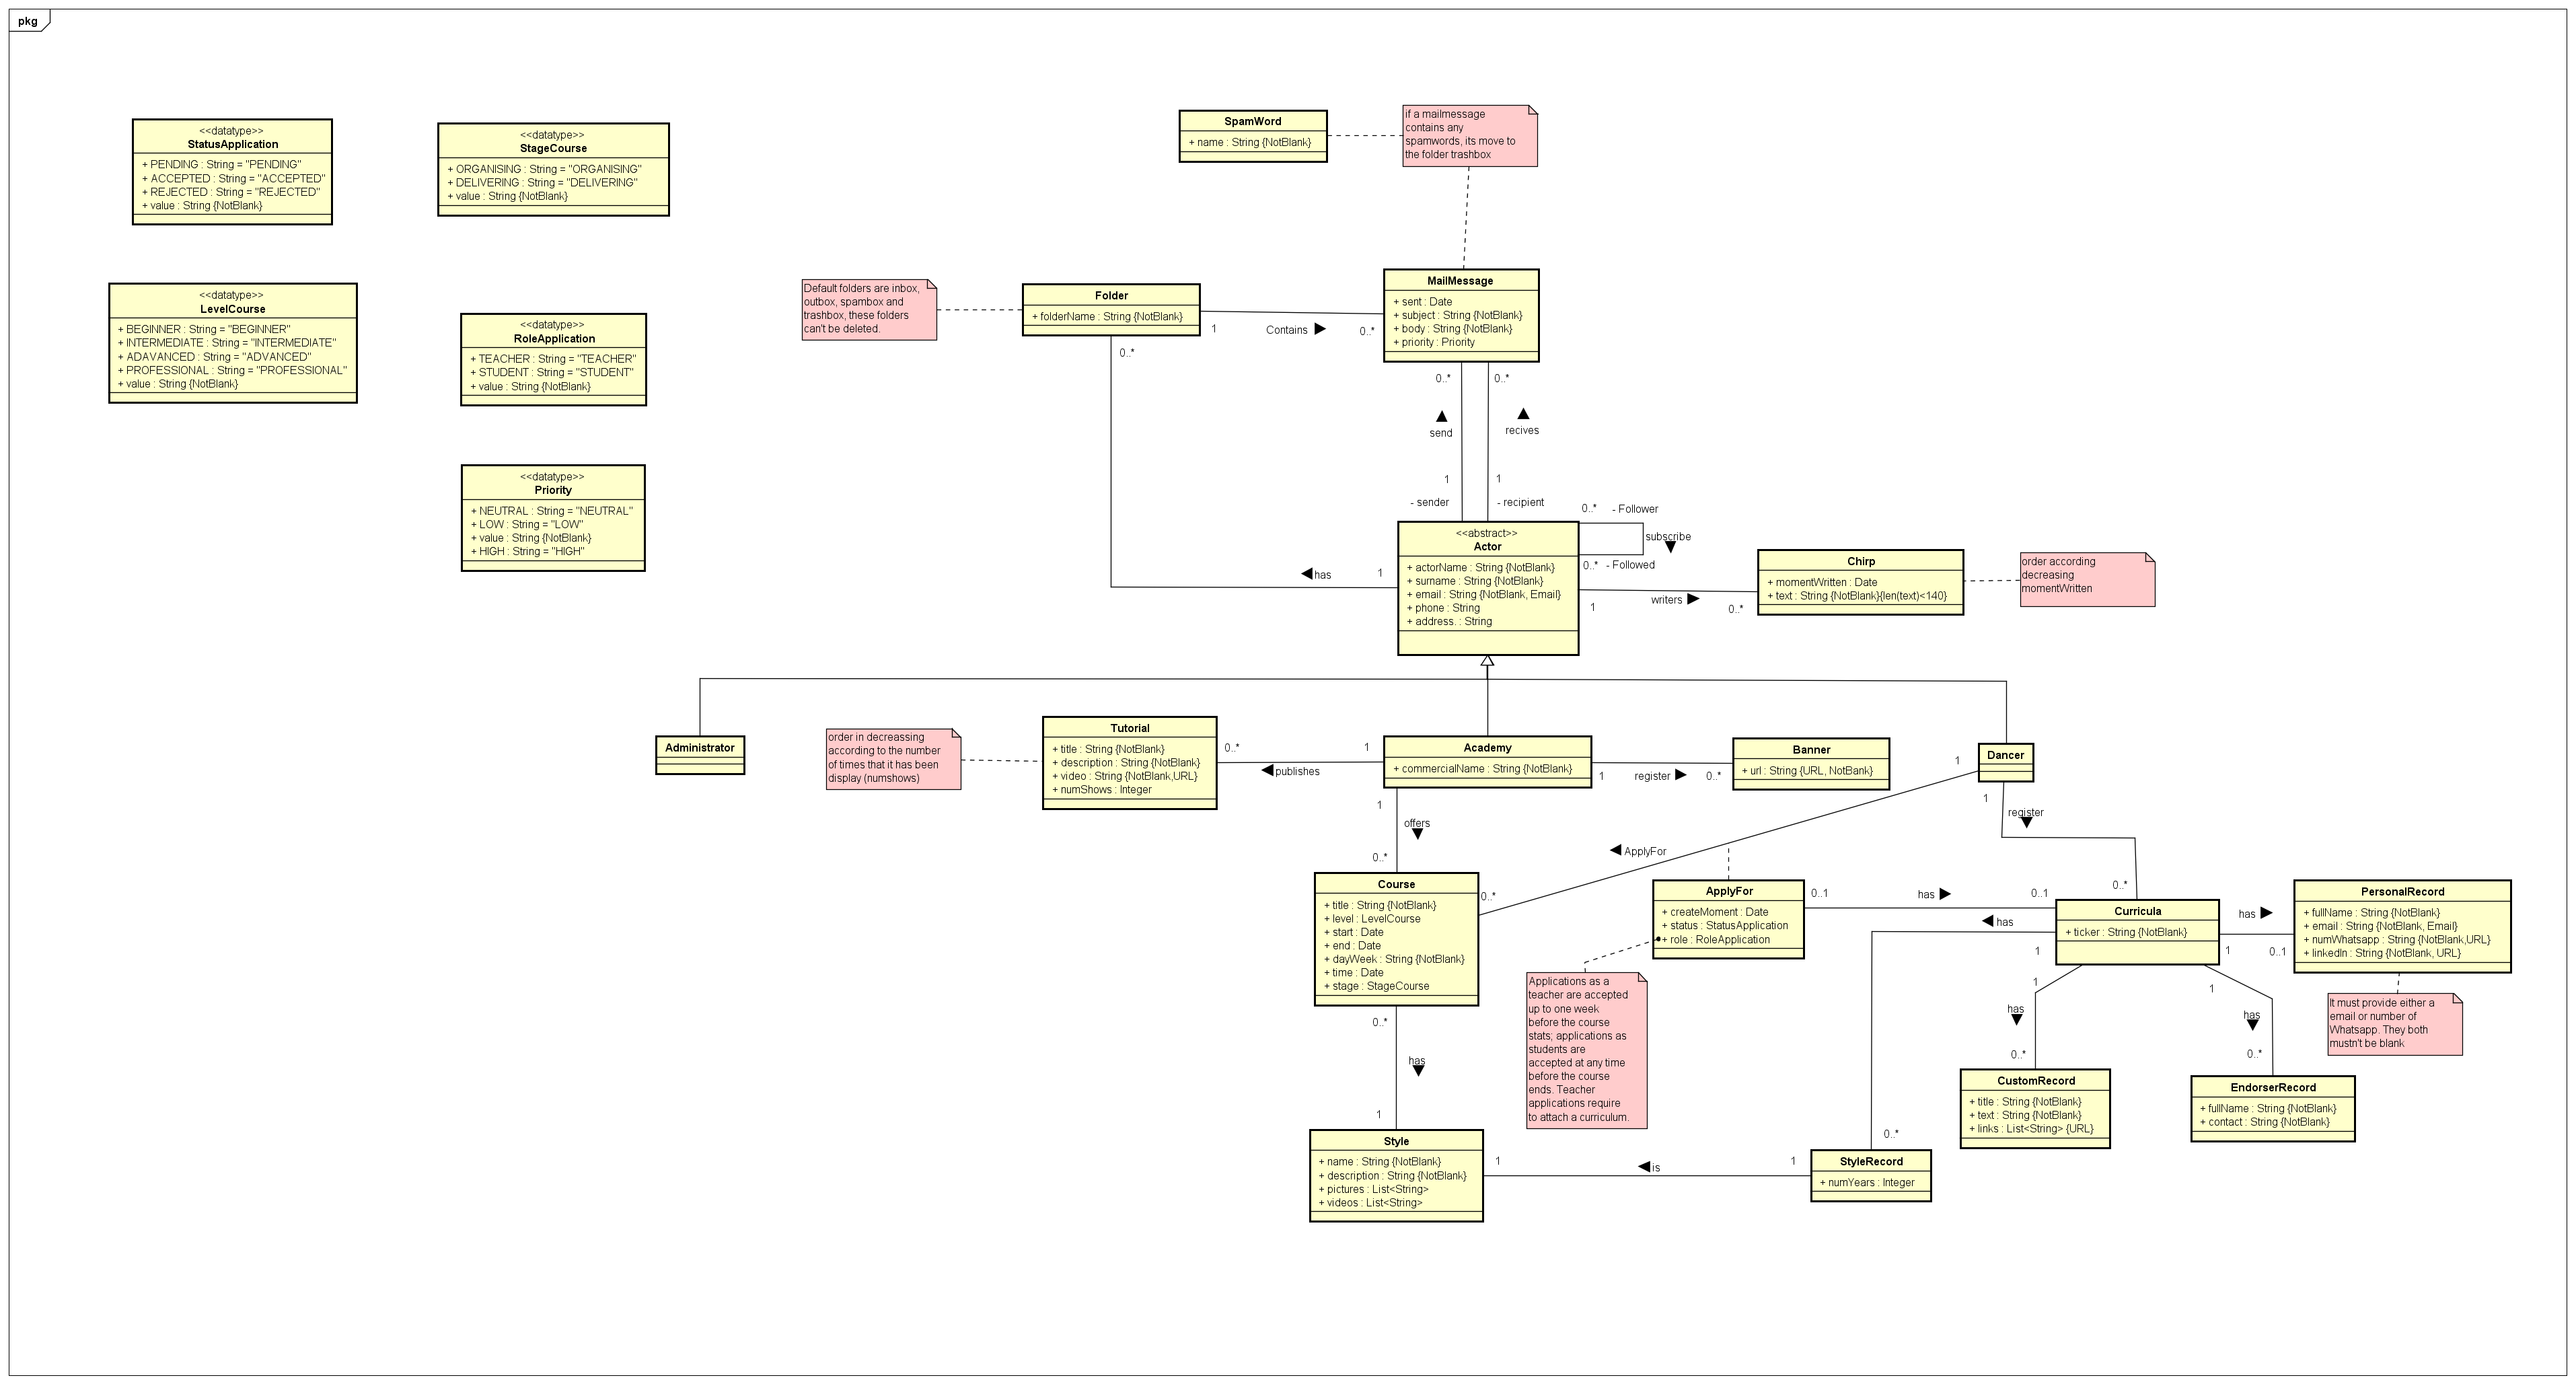 pkg
<<datatype>>
StatusApplication
+ PENDING : String = "PENDING"
+ ACCEPTED : String = "ACCEPTED"
+ REJECTED : String = "REJECTED"
+ value : String {NotBlank}
<<datatype>>
StageCourse
+ ORGANISING : String = "ORGANISING"
+ DELIVERING : String = "DELIVERING"
+ value : String {NotBlank}
<<datatype>>
LevelCourse
+ BEGINNER : String = "BEGINNER"
+ INTERMEDIATE : String = "INTERMEDIATE"
+ ADAVANCED : String = "ADVANCED"
+ PROFESSIONAL : String = "PROFESSIONAL"
+ value : String {NotBlank}
<<datatype>>
RoleApplication
+ TEACHER : String = "TEACHER"
+ STUDENT : String = "STUDENT"
+ value : String {NotBlank}
<<datatype>>
Priority
+ NEUTRAL : String = "NEUTRAL"
+ LOW : String = "LOW"
+ value : String {NotBlank}
+ HIGH : String = "HIGH"
SpamWord
+ name : String {NotBlank}
if a mailmessage
contains any
spamwords, its move to
the folder trashbox
Default folders are inbox,
outbox, spambox and
trashbox, these folders
can't be deleted.
Folder
+ folderName : String {NotBlank}
1
Contains
0..*
0..*
MailMessage
+ sent : Date
+ subject : String {NotBlank}
+ body : String {NotBlank}
+ priority : Priority
0..*
0..*
send
recives
1
1
- sender
- recipient
0..*
- Follower
subscribe
0..*
- Followed
has
1
<<abstract>>
Actor
+ actorName : String {NotBlank}
+ surname : String {NotBlank}
+ email : String {NotBlank, Email}
+ phone : String
+ address. : String
1
writers
0..*
Chirp
+ momentWritten : Date
+ text : String {NotBlank}{len(text)<140}
order according
decreasing
momentWritten
Administrator
order in decreassing
according to the number
of times that it has been
display (numshows)
Tutorial
+ title : String {NotBlank}
+ description : String {NotBlank}
+ video : String {NotBlank,URL}
+ numShows : Integer
0..*
publishes
1
Academy
+ commercialName : String {NotBlank}
1
register
0..*
Banner
+ url : String {URL, NotBank}
Dancer
1
1
register
0..*
1
offers
0..*
ApplyFor
0..*
Course
+ title : String {NotBlank}
+ level : LevelCourse
+ start : Date
+ end : Date
+ dayWeek : String {NotBlank}
+ time : Date
+ stage : StageCourse
ApplyFor
+ createMoment : Date
+ status : StatusApplication
+ role : RoleApplication
0..1
has
0..1
Applications as a
teacher are accepted
up to one week
before the course
stats; applications as
students are
accepted at any time
before the course
ends. Teacher
applications require
to attach a curriculum.
Curricula
+ ticker : String {NotBlank}
has
1
1
has
0..1
PersonalRecord
+ fullName : String {NotBlank}
+ email : String {NotBlank, Email}
+ numWhatsapp : String {NotBlank,URL}
+ linkedIn : String {NotBlank, URL}
It must provide either a
email or number of
Whatsapp. They both
mustn't be blank
1
has
0..*
1
has
0..*
CustomRecord
+ title : String {NotBlank}
+ text : String {NotBlank}
+ links : List<String> {URL}
EndorserRecord
+ fullName : String {NotBlank}
+ contact : String {NotBlank}
0..*
has
1
Style
+ name : String {NotBlank}
+ description : String {NotBlank}
+ pictures : List<String>
+ videos : List<String>
1
is
1
0..*
StyleRecord
+ numYears : Integer